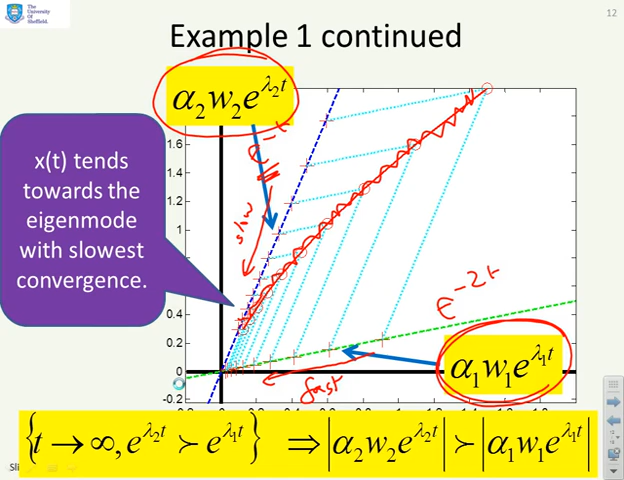 The
University
Of
Sheffield.
12
Example 1 continued
α₂w₂e^{λ₂t}
x(t) tends
towards the
eigenmode
with slowest
convergence.
slow
e^{-t}
e^{-2t}
fast
α₁w₁e^{λ₁t}
1.6
1.4
1.2
1
0.4
0.2
0
-0.2
{t → ∞, e^{λ₂t} ≻ e^{λ₁t}} ⇒ |α₂w₂e^{λ₂t}| ≻ |α₁w₁e^{λ₁t}|